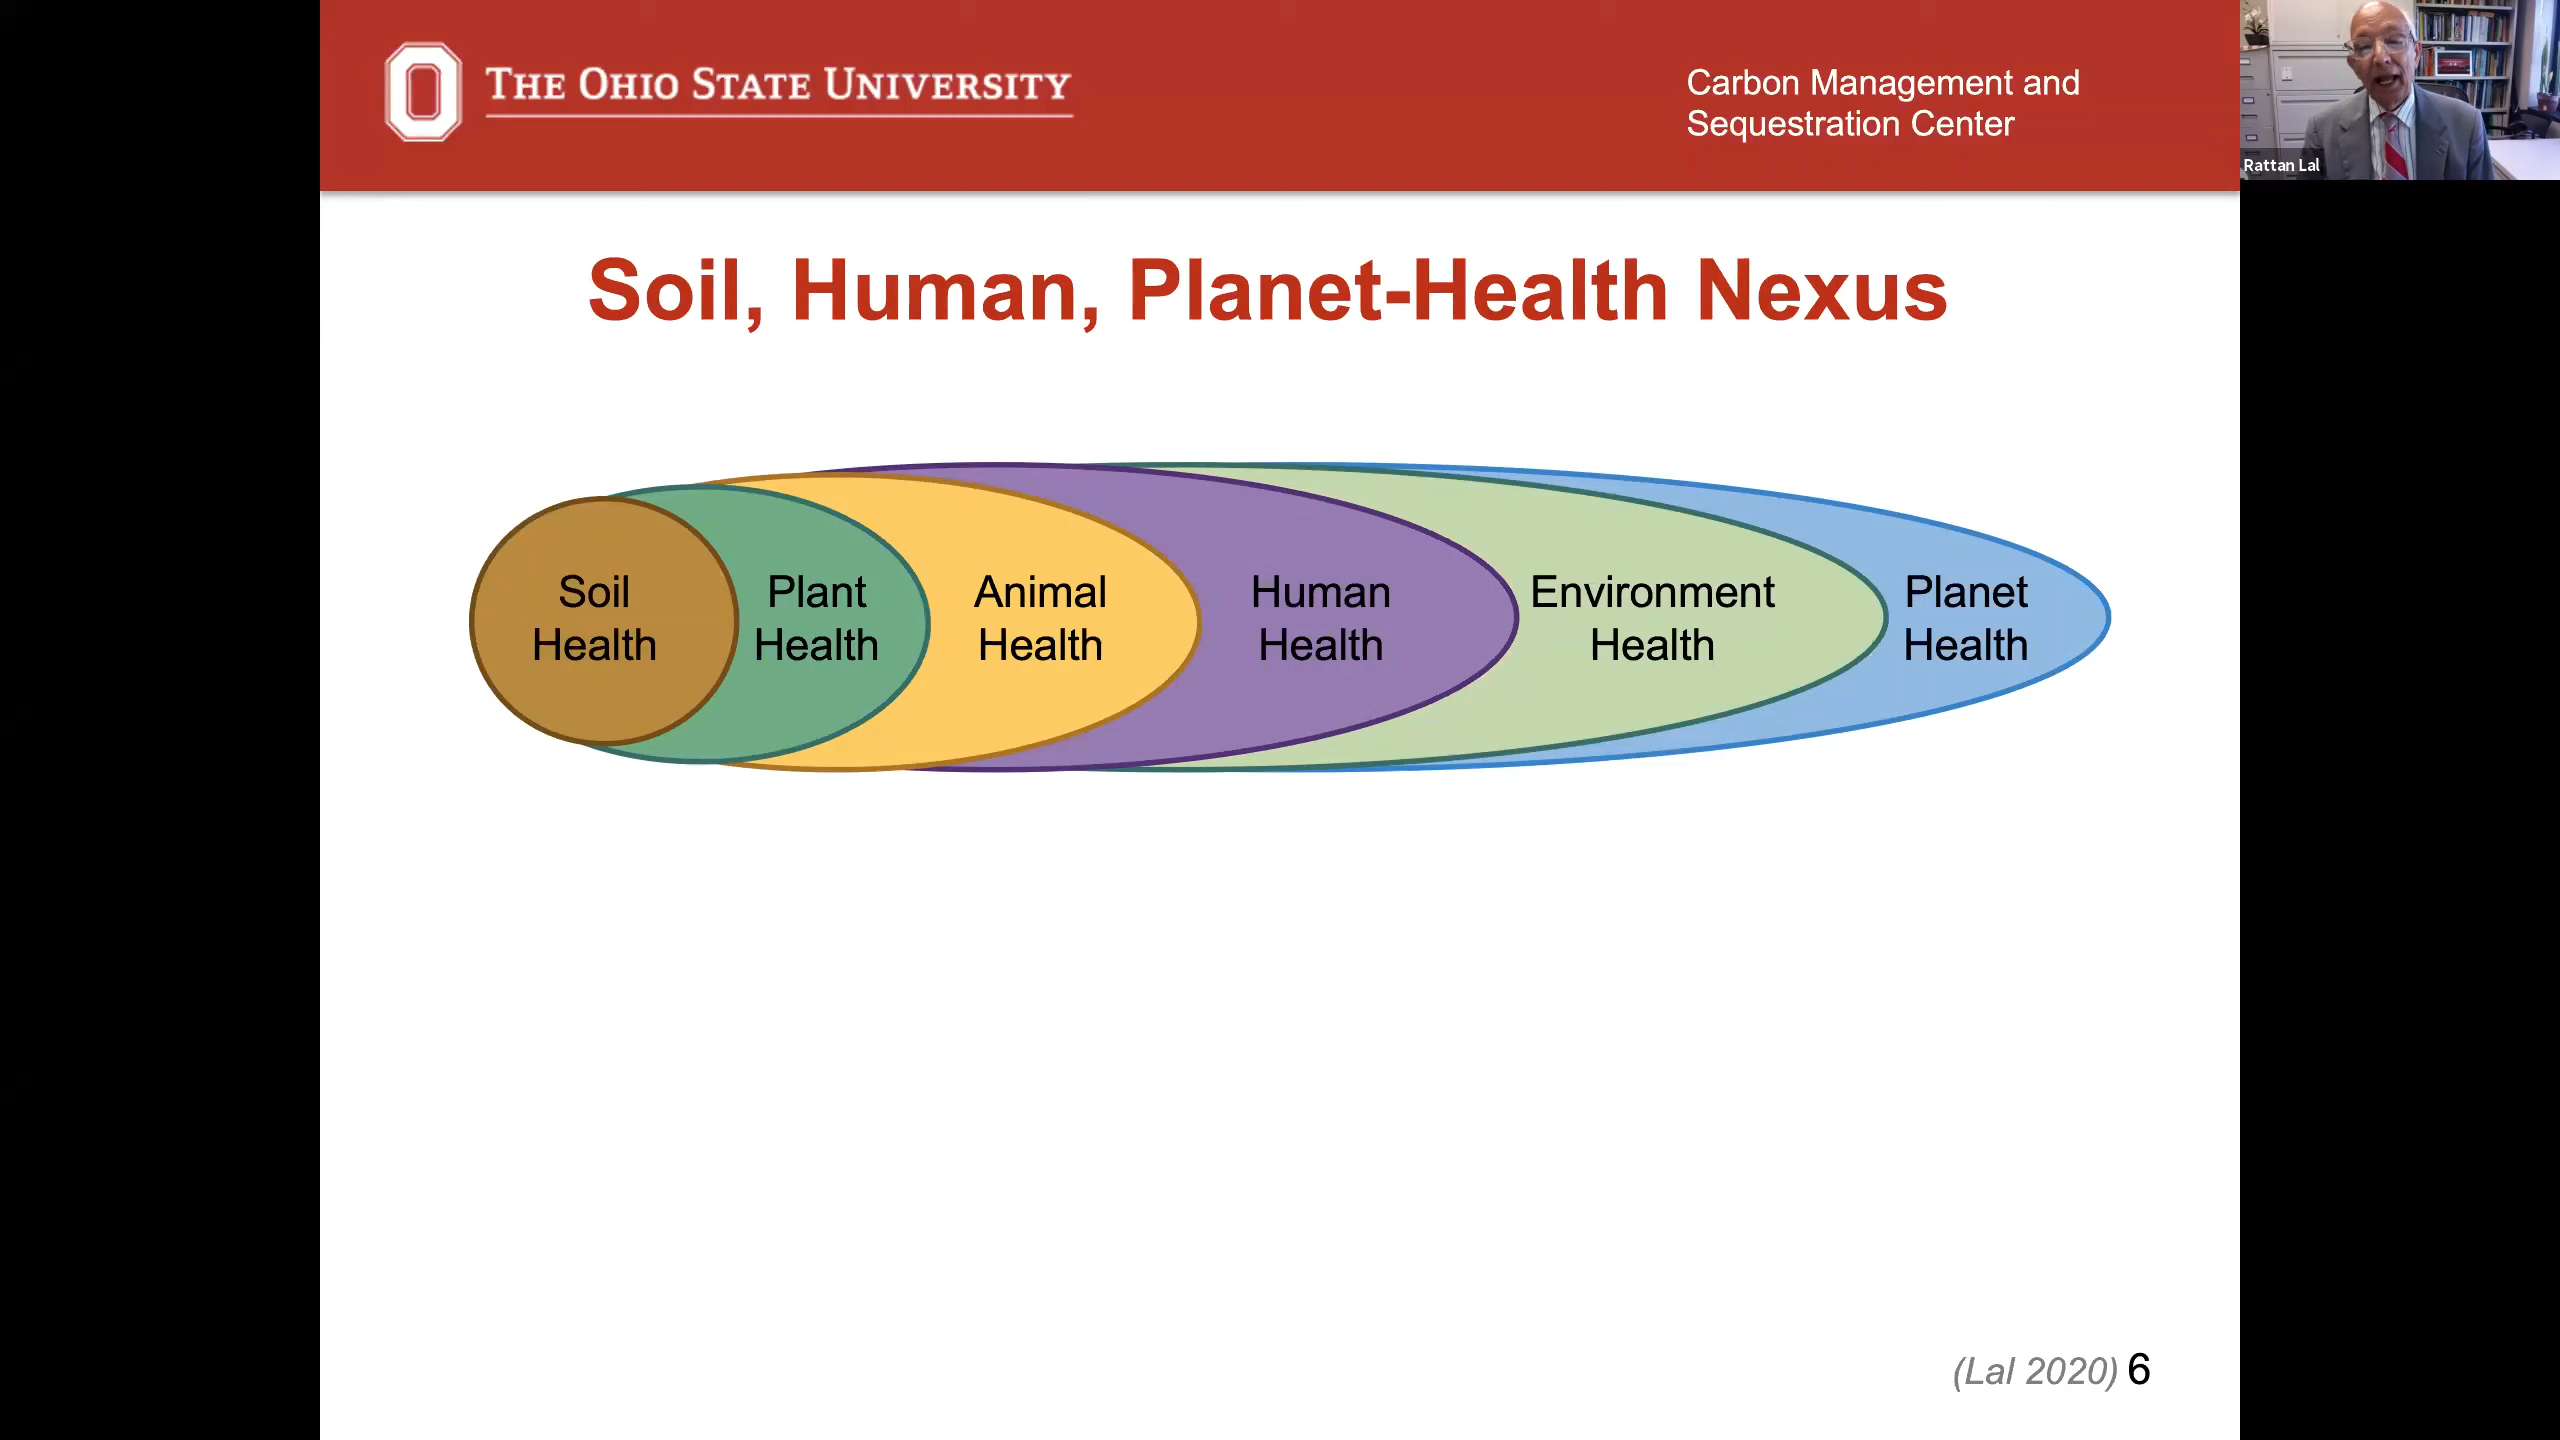 THE OHIO STATE UNIVERSITY
Carbon Management and
Sequestration Center
Rattan Lal
Soil, Human, Planet-Health Nexus
Soil
Health
Plant
Health
Animal
Health
Human
Health
Environment
Health
Planet
Health
(Lal 2020) 6